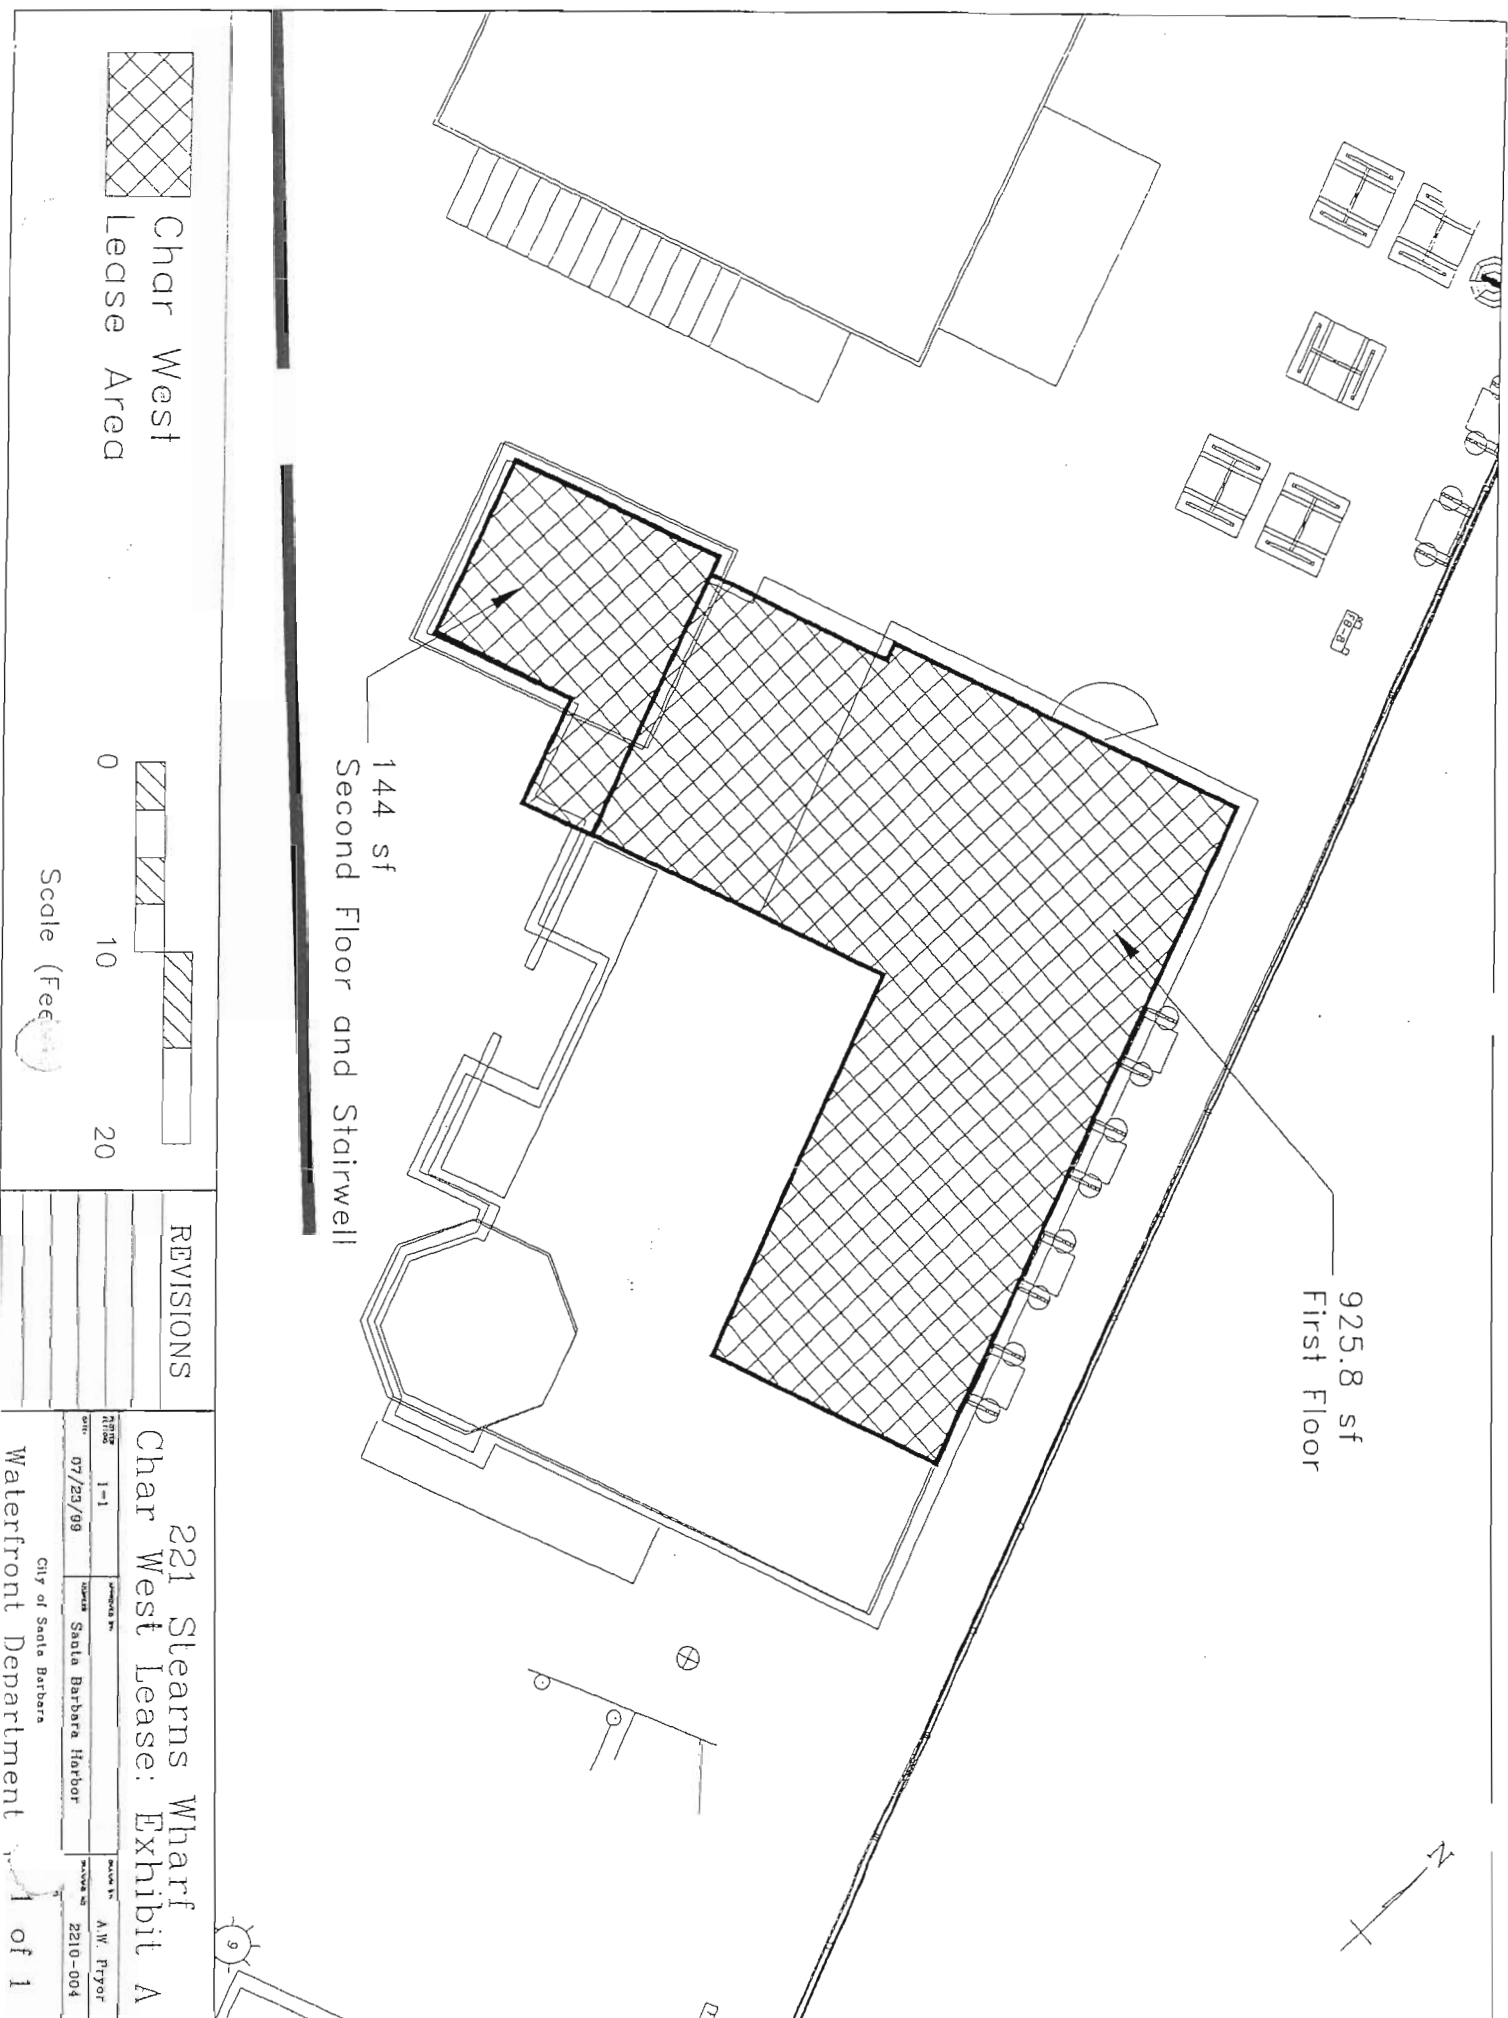 N
925.8 sf
First Floor
144 sf
Second Floor and Stairwell
Char West
Lease Area
0
10
20
Scale (Fee
REVISIONS
221 Stearns Wharf
Char West Lease: Exhibit A
1-1
A.W. Pryor
07/23/99
Santa Barbara Harbor
2210-004
City of Santa Barbara
Waterfront Department
1 of 1
9